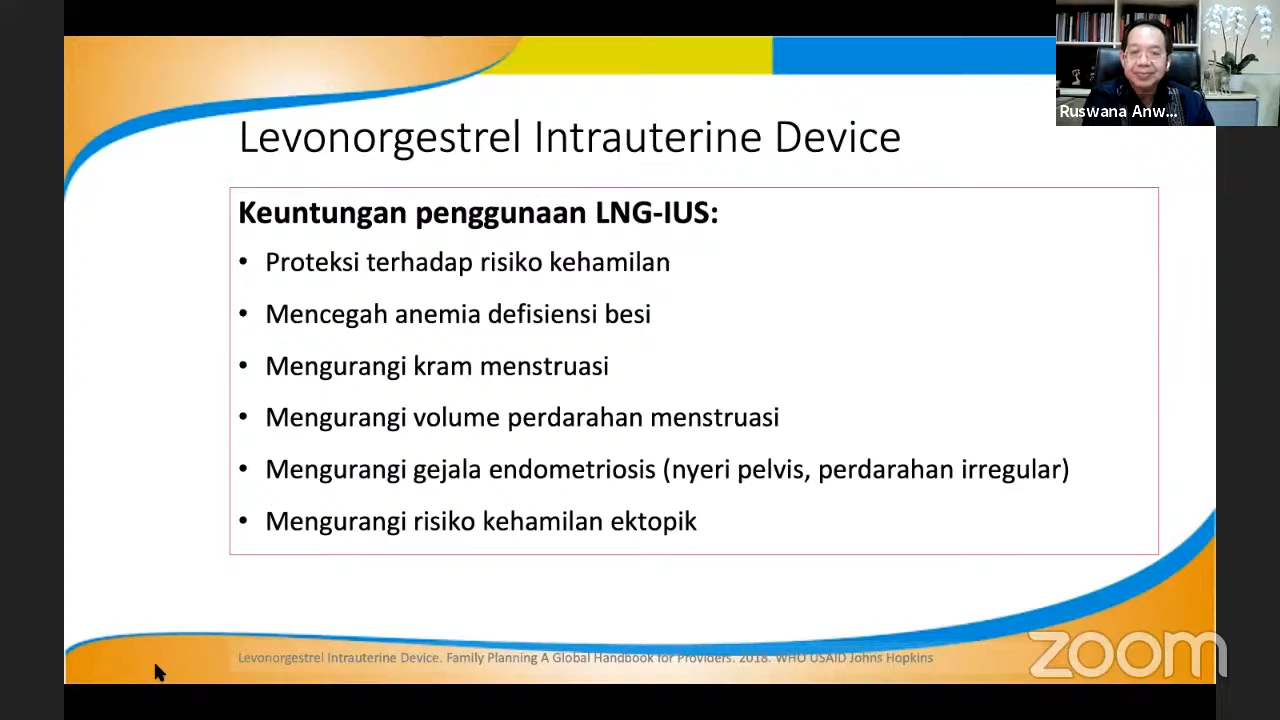 Ruswana Anw...
Levonorgestrel Intrauterine Device
Keuntungan penggunaan LNG-IUS:
• Proteksi terhadap risiko kehamilan
• Mencegah anemia defisiensi besi
• Mengurangi kram menstruasi
• Mengurangi volume perdarahan menstruasi
• Mengurangi gejala endometriosis (nyeri pelvis, perdarahan irregular)
• Mengurangi risiko kehamilan ektopik
Levonorgestrel Intrauterine Device. Family Planning A Global Handbook for Providers. 2018. WHO USAID Johns Hopkins
zoom